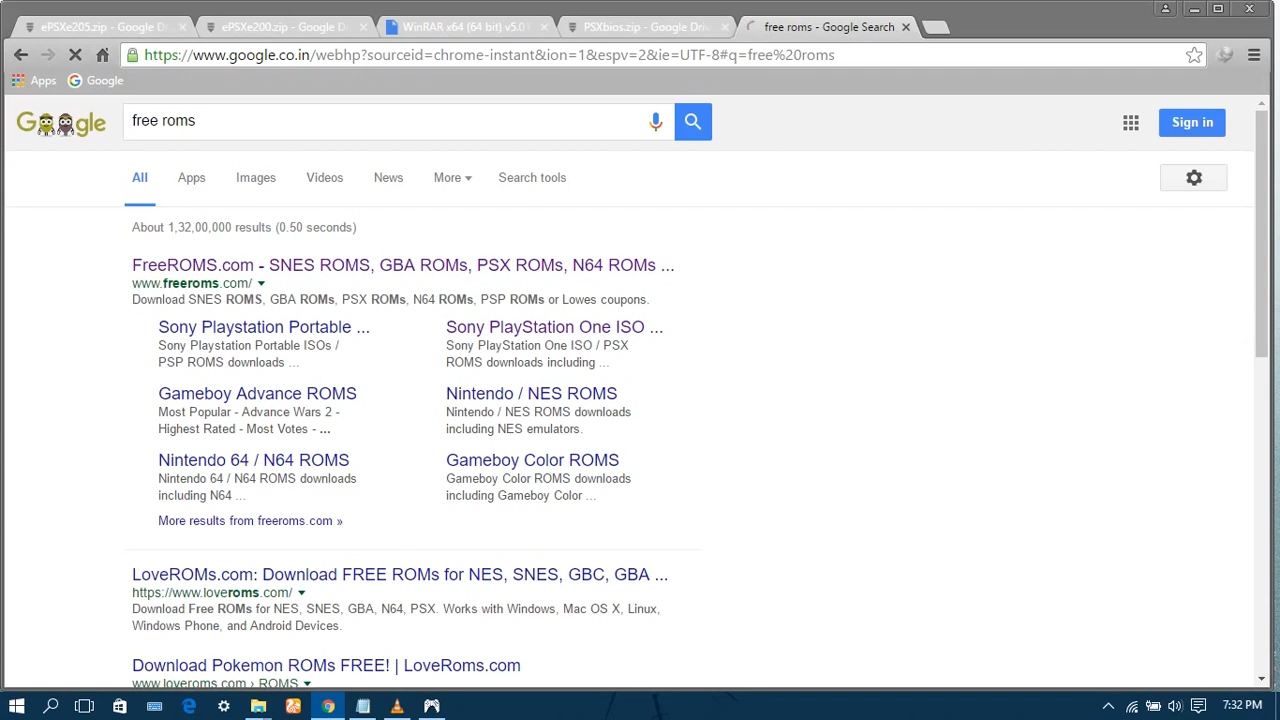 ePSXe205.zip - Google Dri
ePSXe200.zip - Google Dri
WinRAR x64 (64 bit) v5.0
PSXbios.zip - Google Driv
free roms - Google Search
https://www.google.co.in/webhp?sourceid=chrome-instant&ion=1&espv=2&ie=UTF-8#q=free%20roms
Apps
Google
Google
free roms
Sign in
All
Apps
Images
Videos
News
More
Search tools
About 1,32,00,000 results (0.50 seconds)
FreeROMS.com - SNES ROMS, GBA ROMs, PSX ROMs, N64 ROMs ...
www.freeroms.com/
Download SNES ROMS, GBA ROMs, PSX ROMs, N64 ROMs, PSP ROMs or Lowes coupons.
Sony Playstation Portable ...
Sony Playstation Portable ISOs /
PSP ROMS downloads ...
Sony PlayStation One ISO ...
Sony PlayStation One ISO / PSX
ROMS downloads including ...
Gameboy Advance ROMS
Most Popular - Advance Wars 2 -
Highest Rated - Most Votes - ...
Nintendo / NES ROMS
Nintendo / NES ROMS downloads
including NES emulators.
Nintendo 64 / N64 ROMS
Nintendo 64 / N64 ROMS downloads
including N64 ...
Gameboy Color ROMS
Gameboy Color ROMS downloads
including Gameboy Color ...
More results from freeroms.com »
LoveROMs.com: Download FREE ROMs for NES, SNES, GBC, GBA ...
https://www.loveroms.com/
Download Free ROMs for NES, SNES, GBA, N64, PSX. Works with Windows, Mac OS X, Linux,
Windows Phone, and Android Devices.
Download Pokemon ROMs FREE! | LoveRoms.com
www.loveroms.com › ROMS
7:32 PM